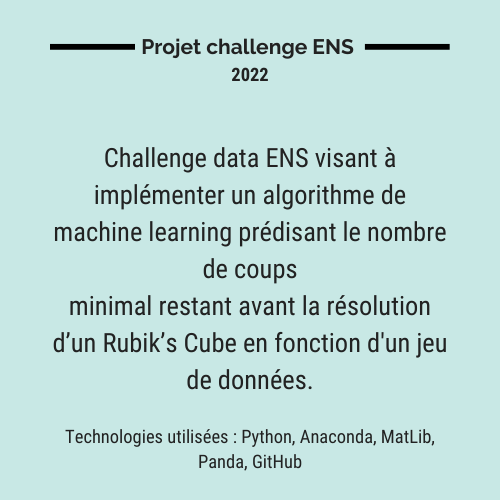 Projet challenge ENS
2022
Challenge data ENS visant à
implémenter un algorithme de
machine learning prédisant le nombre
de coups
minimal restant avant la résolution
d’un Rubik’s Cube en fonction d'un jeu
de données.
Technologies utilisées : Python, Anaconda, MatLib,
Panda, GitHub